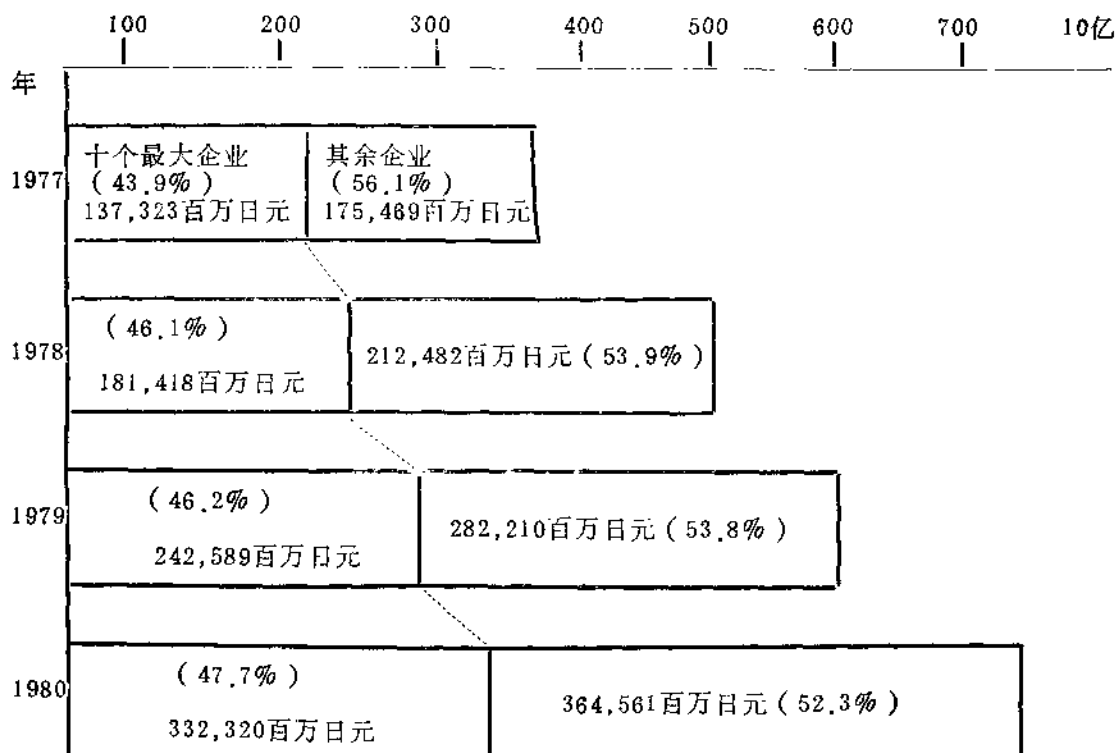 100 200 300 400 500 600 700 10亿
年
1977
十个最大企业
(43.9%)
137,323百万日元
其余企业
(56.1%)
175,469百万日元
1978
(46.1%)
181,418百万日元
212,482百万日元(53.9%)
1979
(46.2%)
242,589百万日元
282,210百万日元(53.8%)
1980
(47.7%)
332,320百万日元
364,561百万日元(52.3%)